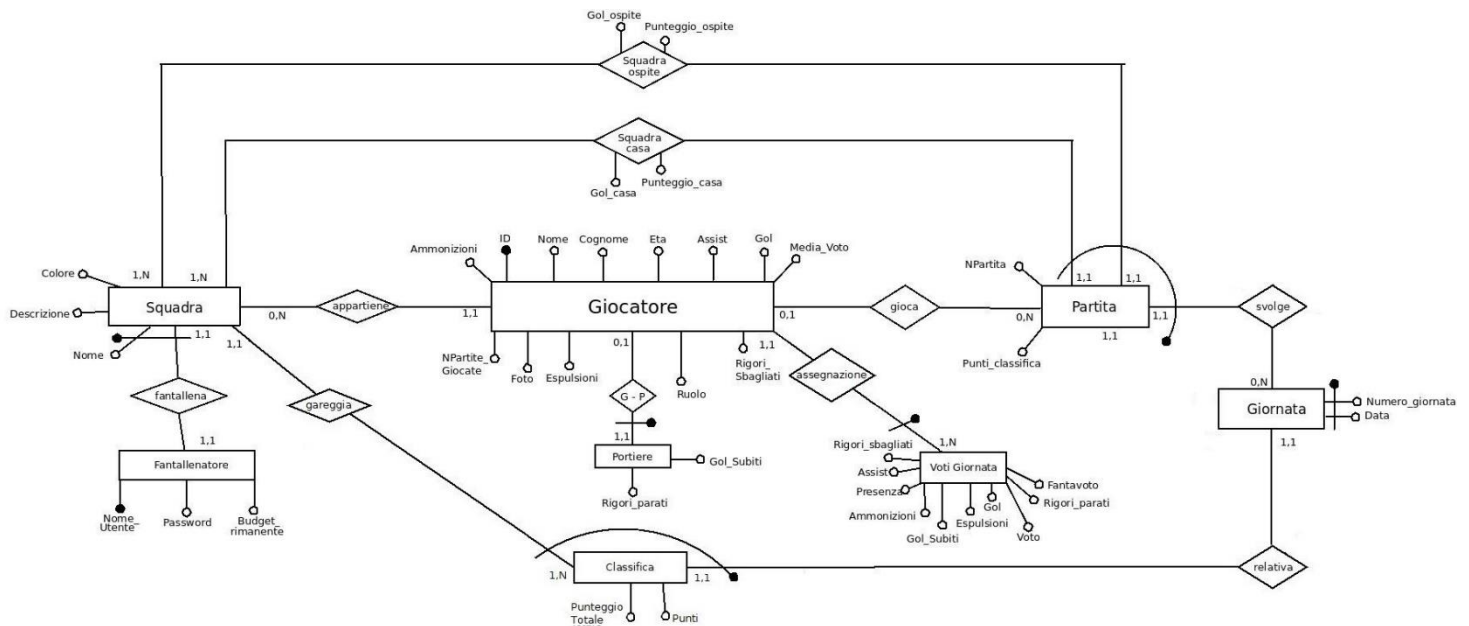 Gol_ospite
Punteggio_ospite
Squadra
ospite
Squadra
casa
Gol_casa
Punteggio_casa
Ammonizioni
ID
Nome
Cognome
Eta
Assist
Gol
Media_Voto
NPartita
Colore
1,N
1,N
1,1
1,1
Descrizione
Squadra
0,N
appartiene
1,1
Giocatore
0,1
gioca
0,N
Partita
1,1
svolge
Nome
1,1
1,1
NPartite_
Giocate
Foto
Espulsioni
0,1
Ruolo
1,1
Rigori_
Sbagliati
Punti_classifica
1,1
fantallena
gareggia
G - P
assegnazione
0,N
Giornata
Numero_giornata
Data
1,1
1,1
Fantallenatore
1,1
Portiere
Gol_Subiti
Rigori_parati
Rigori_sbagliati
1,N
Assist
Voti Giornata
Presenza
Fantavoto
Rigori_parati
Ammonizioni
Gol_Subiti
Espulsioni
Gol
Voto
Nome_
Utente
Password
Budget_
rimanente
1,N
Classifica
1,1
relativa
Punteggio
Totale
Punti